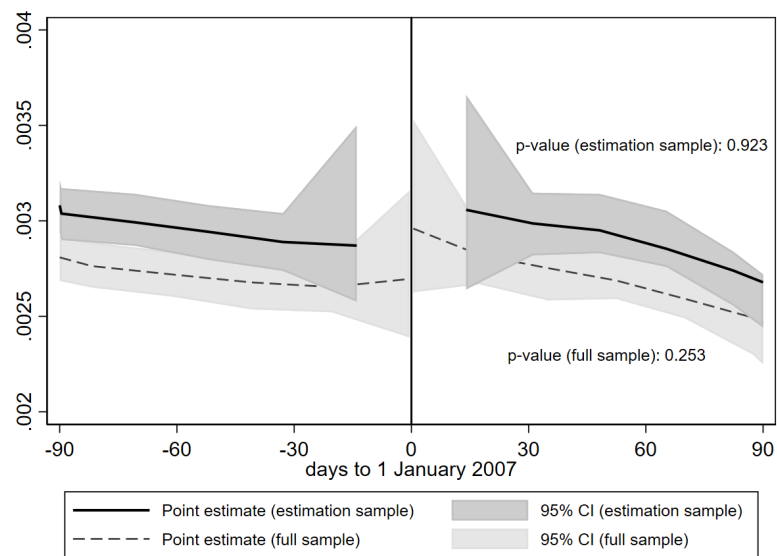 .004
.0035
.003
.0025
.002
p-value (estimation sample): 0.923
p-value (full sample): 0.253
-90 -60 -30 0 30 60 90
days to 1 January 2007
Point estimate (estimation sample) 95% CI (estimation sample)
Point estimate (full sample) 95% CI (full sample)